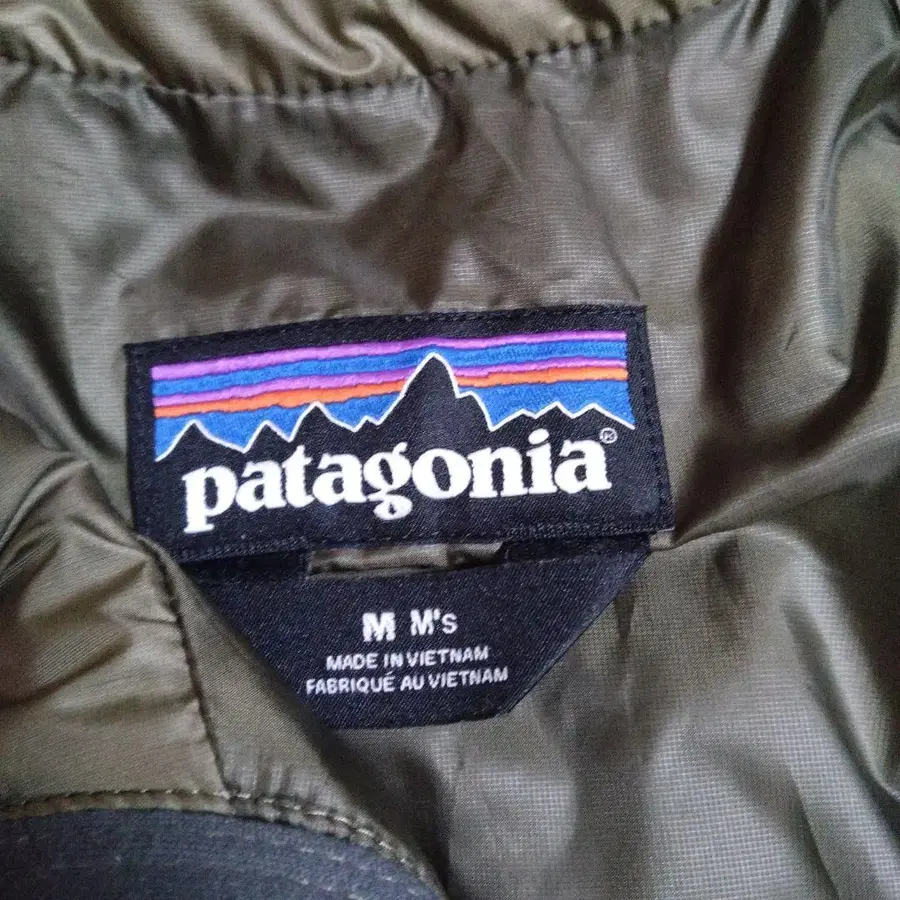 patagonia®
M M's
MADE IN VIETNAM
FABRIQUÉ AU VIETNAM